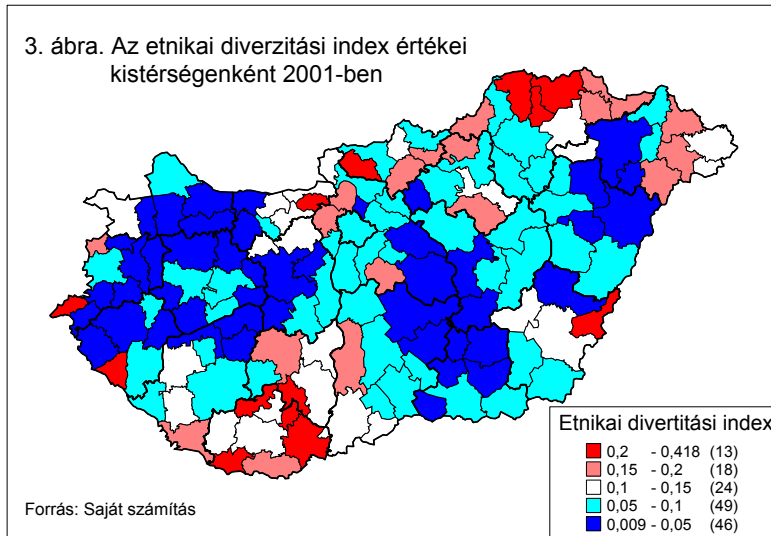 3. ábra. Az etnikai diverzitási index értékei
kistérségenként 2001-ben
Etnikai divertitási index
0,2 - 0,418 (13)
0,15 - 0,2 (18)
0,1 - 0,15 (24)
0,05 - 0,1 (49)
0,009 - 0,05 (46)
Forrás: Saját számítás